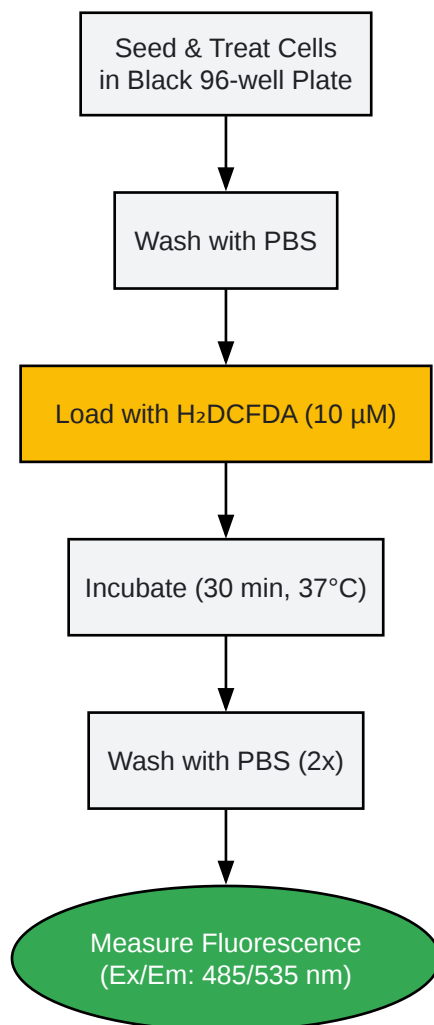 Seed & Treat Cells
in Black 96-well Plate
Wash with PBS
Load with H₂DCFDA (10 µM)
Incubate (30 min, 37°C)
Wash with PBS (2x)
Measure Fluorescence
(Ex/Em: 485/535 nm)